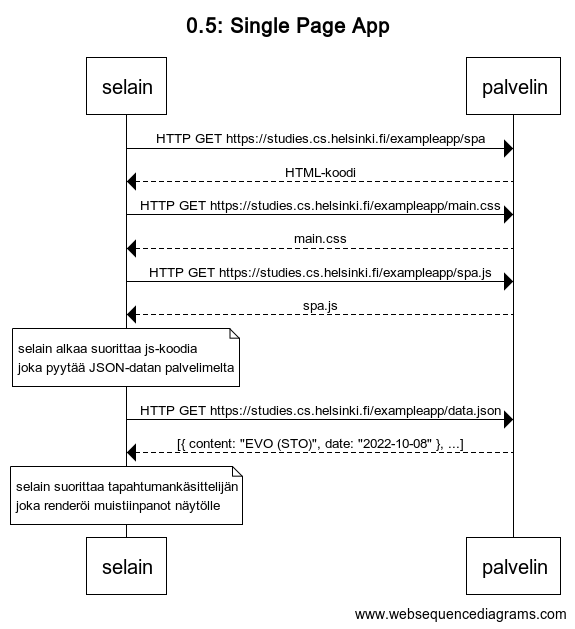 0.5: Single Page App
selain
palvelin
HTTP GET https://studies.cs.helsinki.fi/exampleapp/spa
HTML-koodi
HTTP GET https://studies.cs.helsinki.fi/exampleapp/main.css
main.css
HTTP GET https://studies.cs.helsinki.fi/exampleapp/spa.js
spa.js
selain alkaa suorittaa js-koodia
joka pyytää JSON-datan palvelimelta
HTTP GET https://studies.cs.helsinki.fi/exampleapp/data.json
[{ content: "EVO (STO)", date: "2022-10-08" }, ...]
selain suorittaa tapahtumankäsittelijän
joka renderöi muistiinpanot näytölle
selain
palvelin
www.websequencediagrams.com